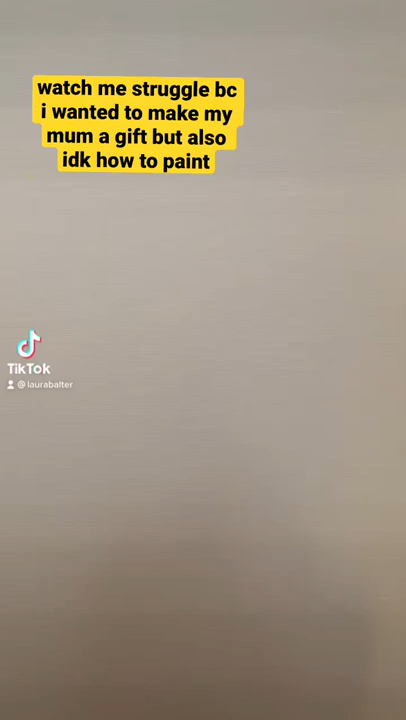 watch me struggle bc
i wanted to make my
mum a gift but also
idk how to paint
TikTok
@laurabalter